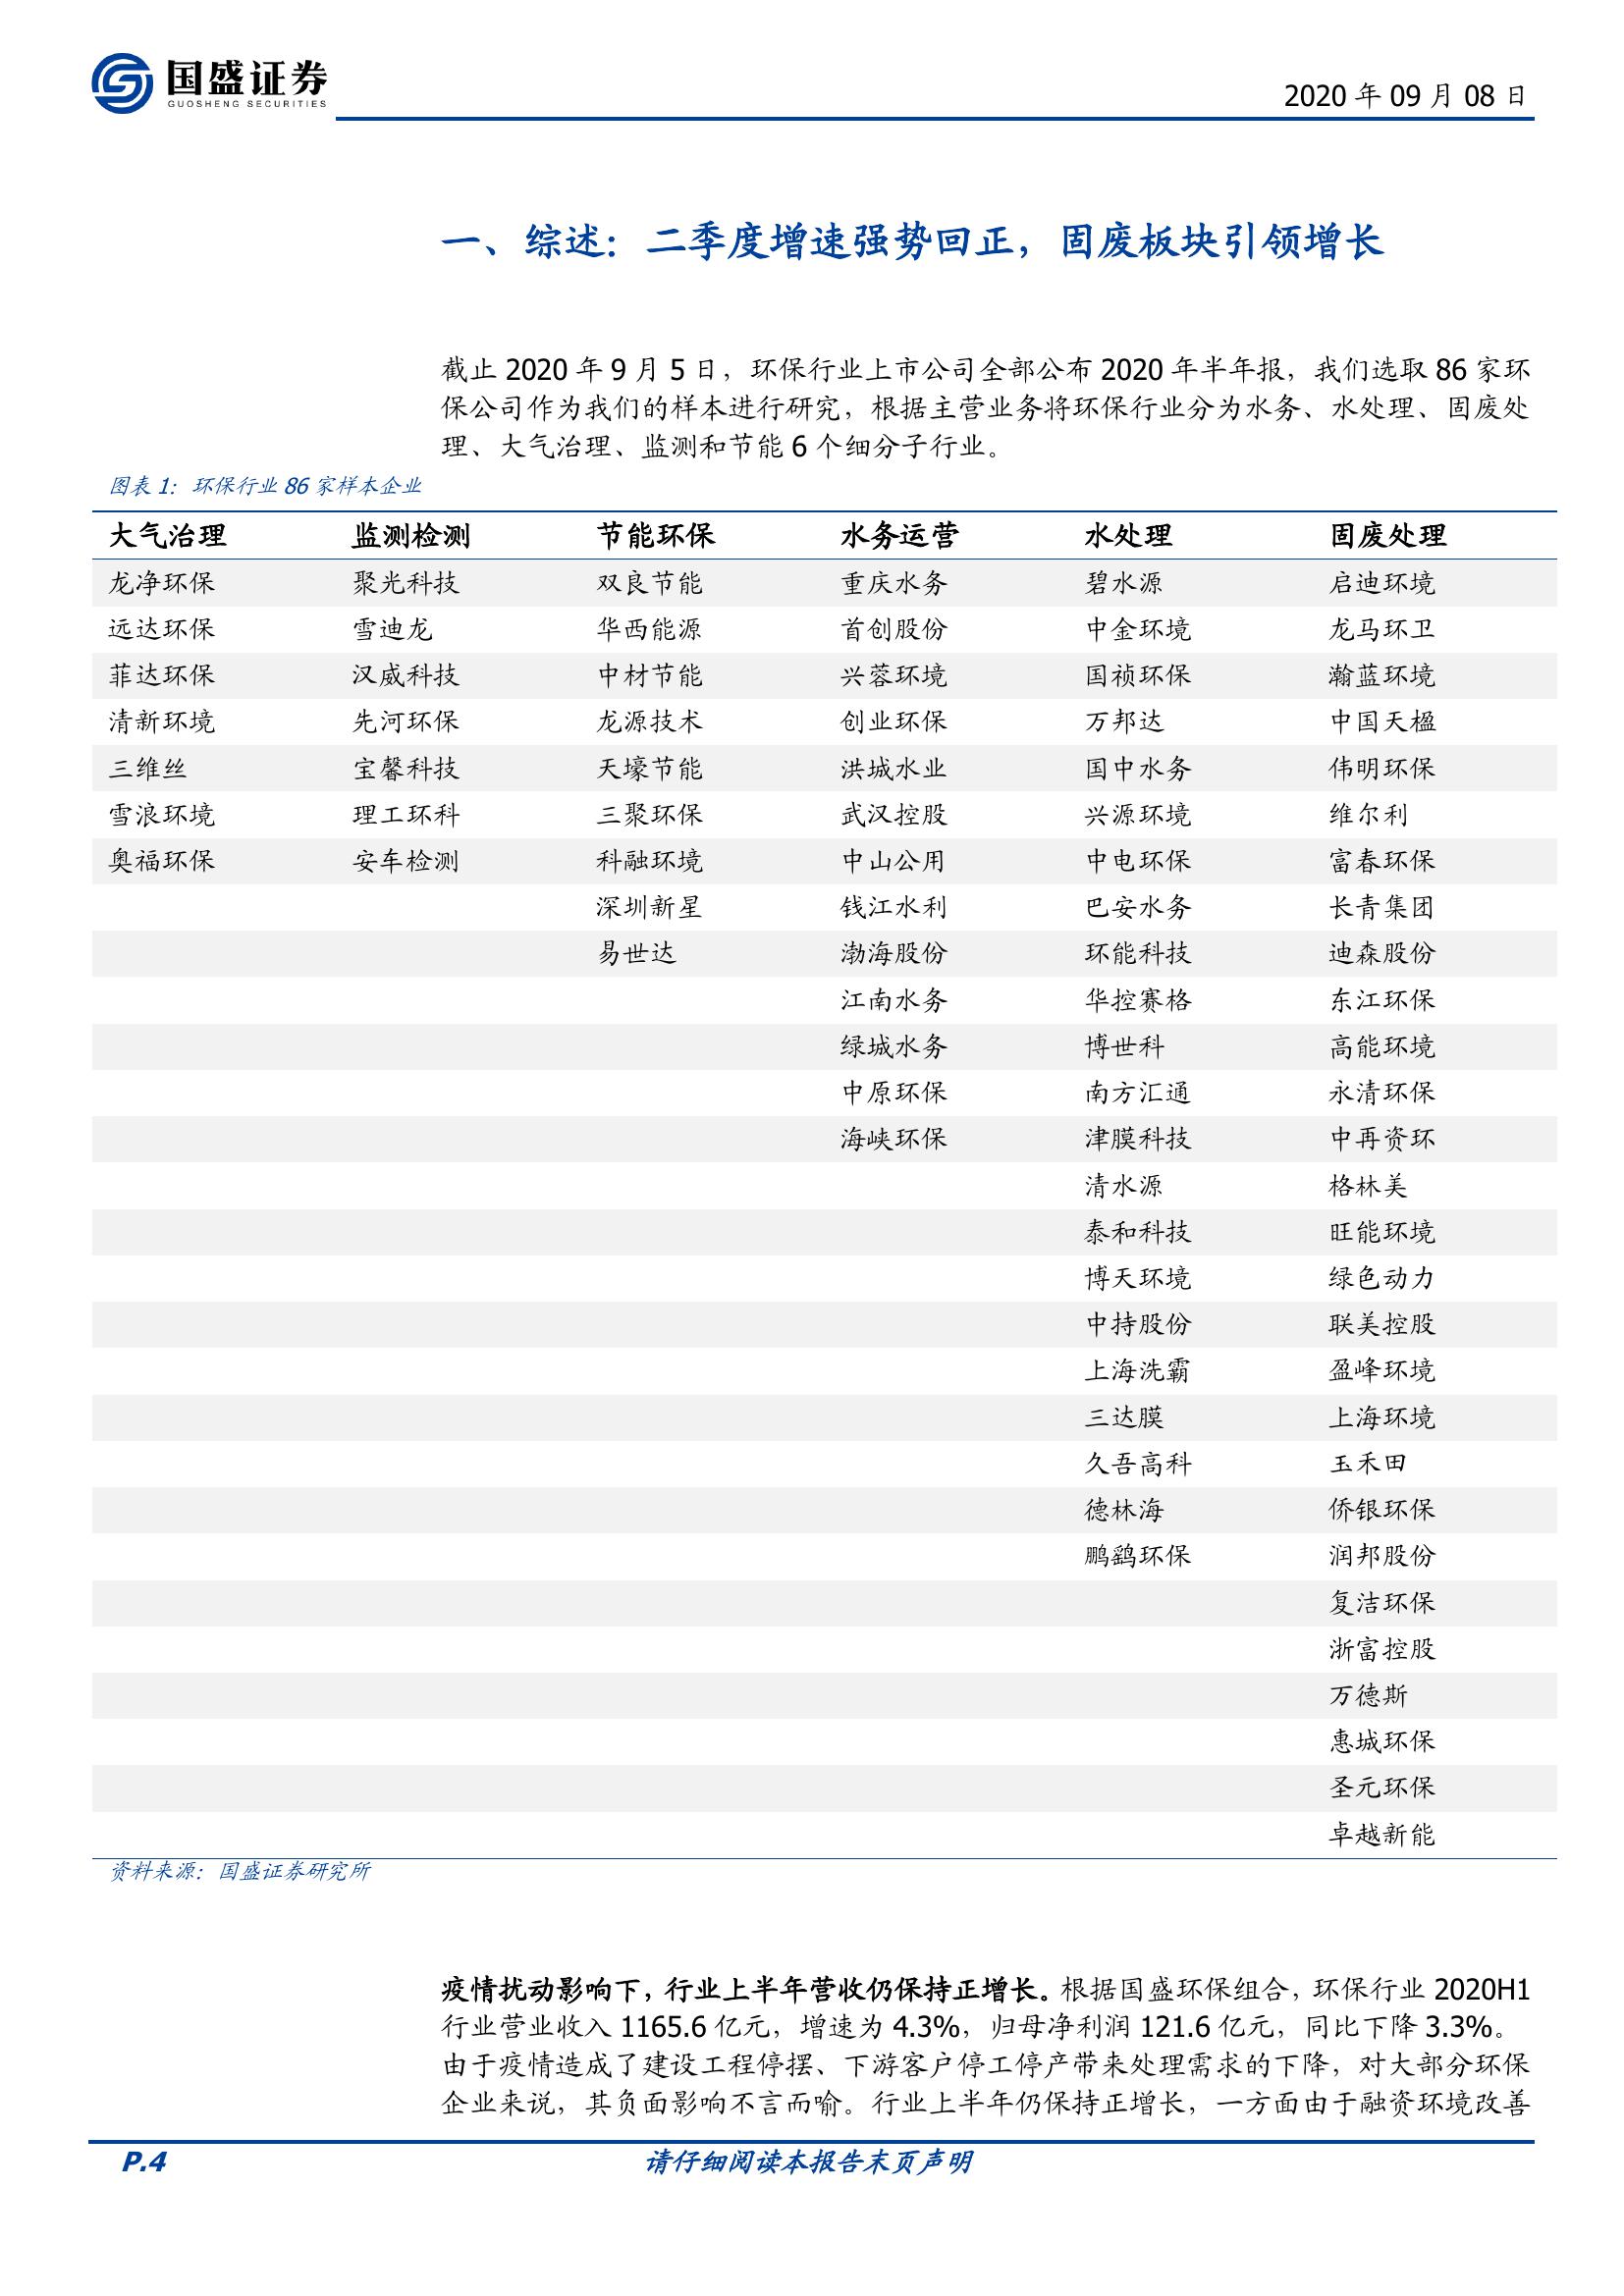 国盛证券
GUOSHENG SECURITIES
2020 年 09 月 08 日
一、综述：二季度增速强势回正，固废板块引领增长
截止 2020 年 9 月 5 日，环保行业上市公司全部公布 2020 年半年报，我们选取 86 家环
保公司作为我们的样本进行研究，根据主营业务将环保行业分为水务、水处理、固废处
理、大气治理、监测和节能 6 个细分子行业。
图表 1：环保行业 86 家样本企业
大气治理 监测检测 节能环保 水务运营 水处理 固废处理
龙净环保 聚光科技 双良节能 重庆水务 碧水源 启迪环境
远达环保 雪迪龙 华西能源 首创股份 中金环境 龙马环卫
菲达环保 汉威科技 中材节能 兴蓉环境 国祯环保 瀚蓝环境
清新环境 先河环保 龙源技术 创业环保 万邦达 中国天楹
三维丝 宝馨科技 天壕节能 洪城水业 国中水务 伟明环保
雪浪环境 理工环科 三聚环保 武汉控股 兴源环境 维尔利
奥福环保 安车检测 科融环境 中山公用 中电环保 富春环保
深圳新星 钱江水利 巴安水务 长青集团
易世达 渤海股份 环能科技 迪森股份
江南水务 华控赛格 东江环保
绿城水务 博世科 高能环境
中原环保 南方汇通 永清环保
海峡环保 津膜科技 中再资环
清水源 格林美
泰和科技 旺能环境
博天环境 绿色动力
中持股份 联美控股
上海洗霸 盈峰环境
三达膜 上海环境
久吾高科 玉禾田
德林海 侨银环保
鹏鹞环保 润邦股份
复洁环保
浙富控股
万德斯
惠城环保
圣元环保
卓越新能
资料来源：国盛证券研究所
疫情扰动影响下，行业上半年营收仍保持正增长。根据国盛环保组合，环保行业 2020H1
行业营业收入 1165.6 亿元，增速为 4.3%，归母净利润 121.6 亿元，同比下降 3.3%。
由于疫情造成了建设工程停摆、下游客户停工停产带来处理需求的下降，对大部分环保
企业来说，其负面影响不言而喻。行业上半年仍保持正增长，一方面由于融资环境改善
P.4 请仔细阅读本报告末页声明